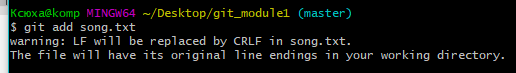 Ксюха@komp MINGW64 ~/Desktop/git_module1 (master)
$ git add song.txt
warning: LF will be replaced by CRLF in song.txt.
The file will have its original line endings in your working directory.